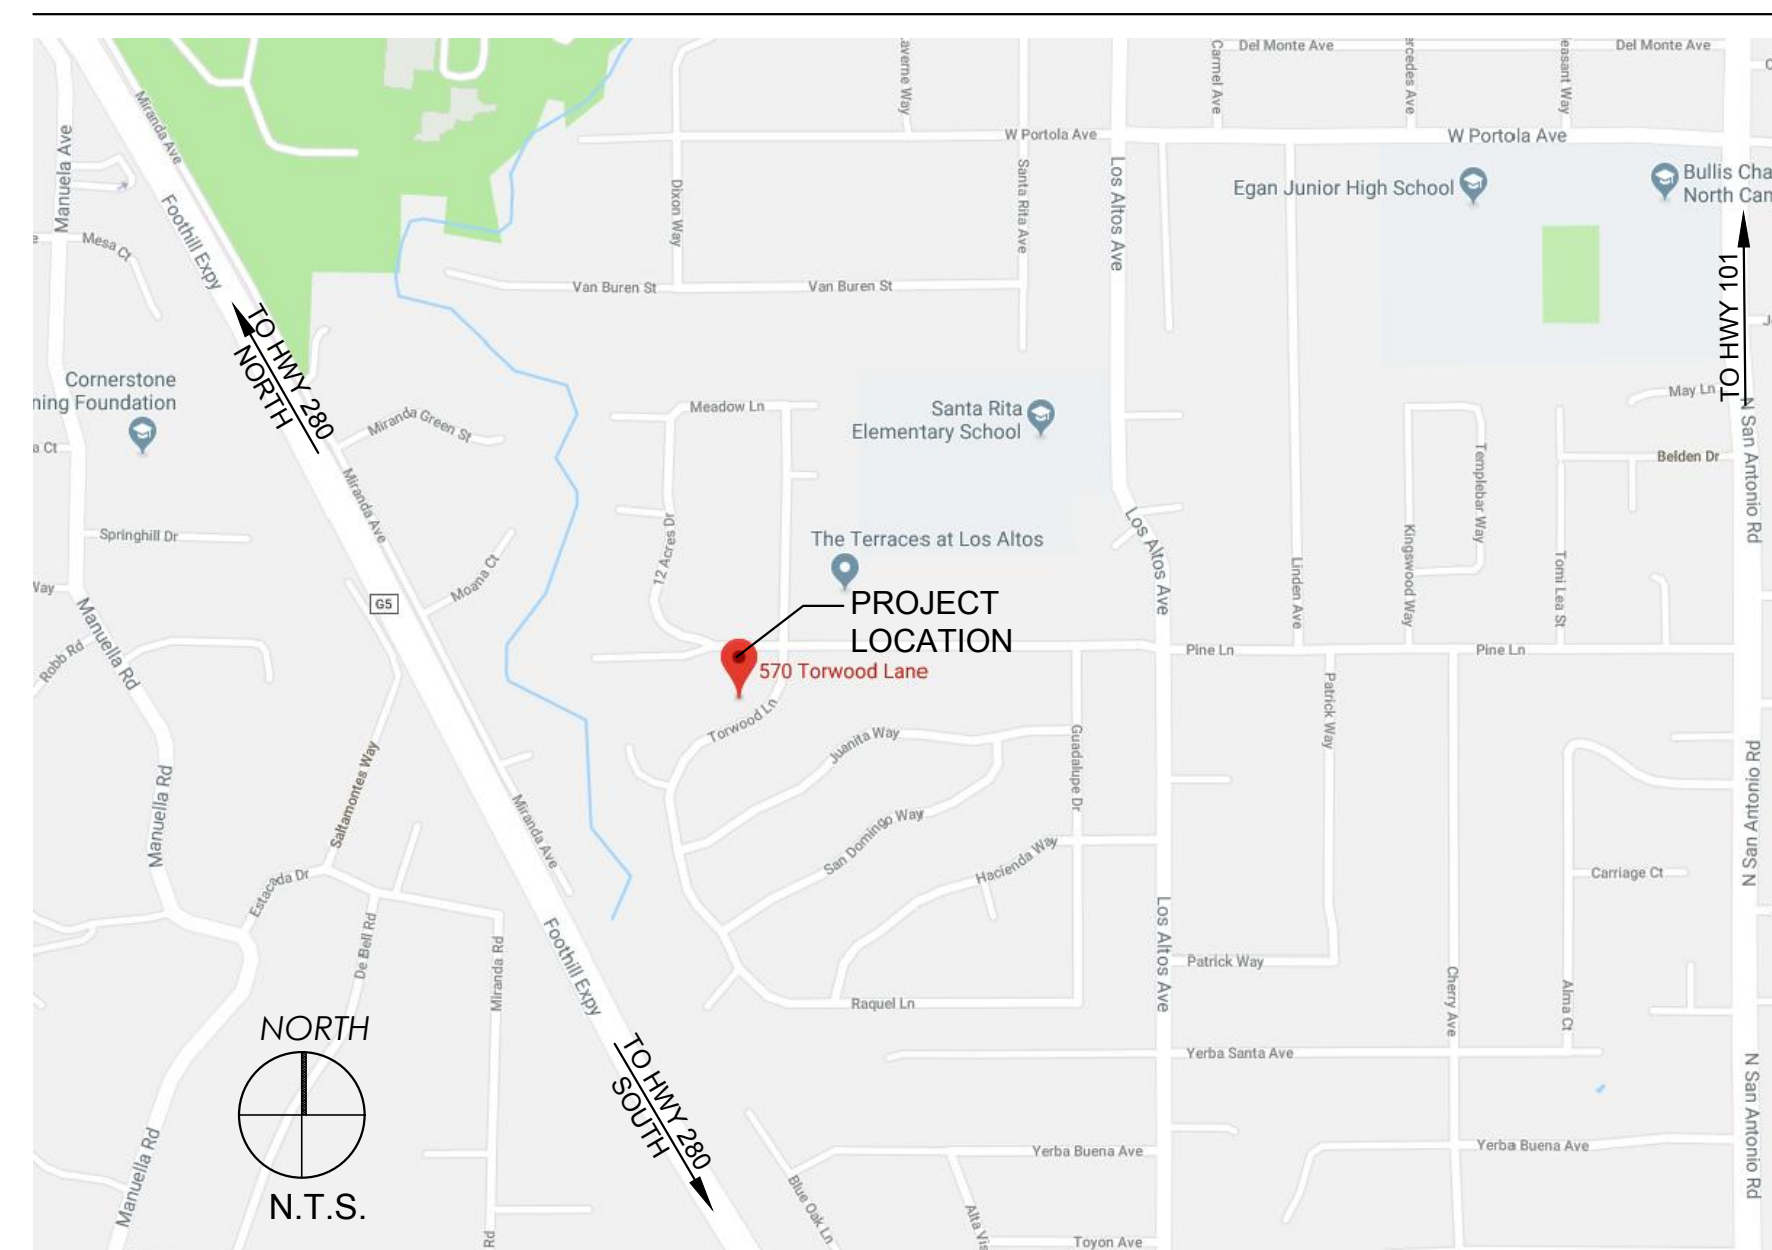 Del Monte Ave
Del Monte Ave
Carmel Ave
Miranda Ave
Manuela Ave
W Portola Ave
W Portola Ave
Foothill Expy
Dixon Way
Santa Rita Ave
Los Altos Ave
Egan Junior High School
Bullis Cha
North Can
Mesa Ct
Van Buren St
Van Buren St
TO HWY 101
TO HWY 280
NORTH
Cornerstone
ning Foundation
Miranda Green St
Meadow Ln
Santa Rita
Elementary School
May Ln
N San Antonio Rd
Belden Dr
a Ct
Miranda Ave
Templebar Way
Springhill Dr
12 Acres Dr
The Terraces at Los Altos
Los Altos Ave
Kingswood Way
Linden Ave
Tomi Lea St
Moana Ct
G5
Way
PROJECT
LOCATION
Manuella Rd
Robb Rd
Pine Ln
Pine Ln
570 Torwood Lane
Torwood Ln
Juanita Way
Guadalupe Dr
Patrick Way
N San Antonio Rd
Manuella Rd
Saltamontes Way
Miranda Ave
San Domingo Way
Hacienda Way
Carriage Ct
Estacada Dr
De Bell Rd
Miranda Rd
Foothill Expy
Los Altos Ave
Patrick Way
Cherry Ave
Alma Ct
Raquel Ln
NORTH
N.T.S.
TO HWY 280
SOUTH
Yerba Santa Ave
N San Antonio Rd
Yerba Buena Ave
Yerba Buena Ave
Manuella Rd
Blue Oak Ln
Alta Vis
Rd
Toyon Ave